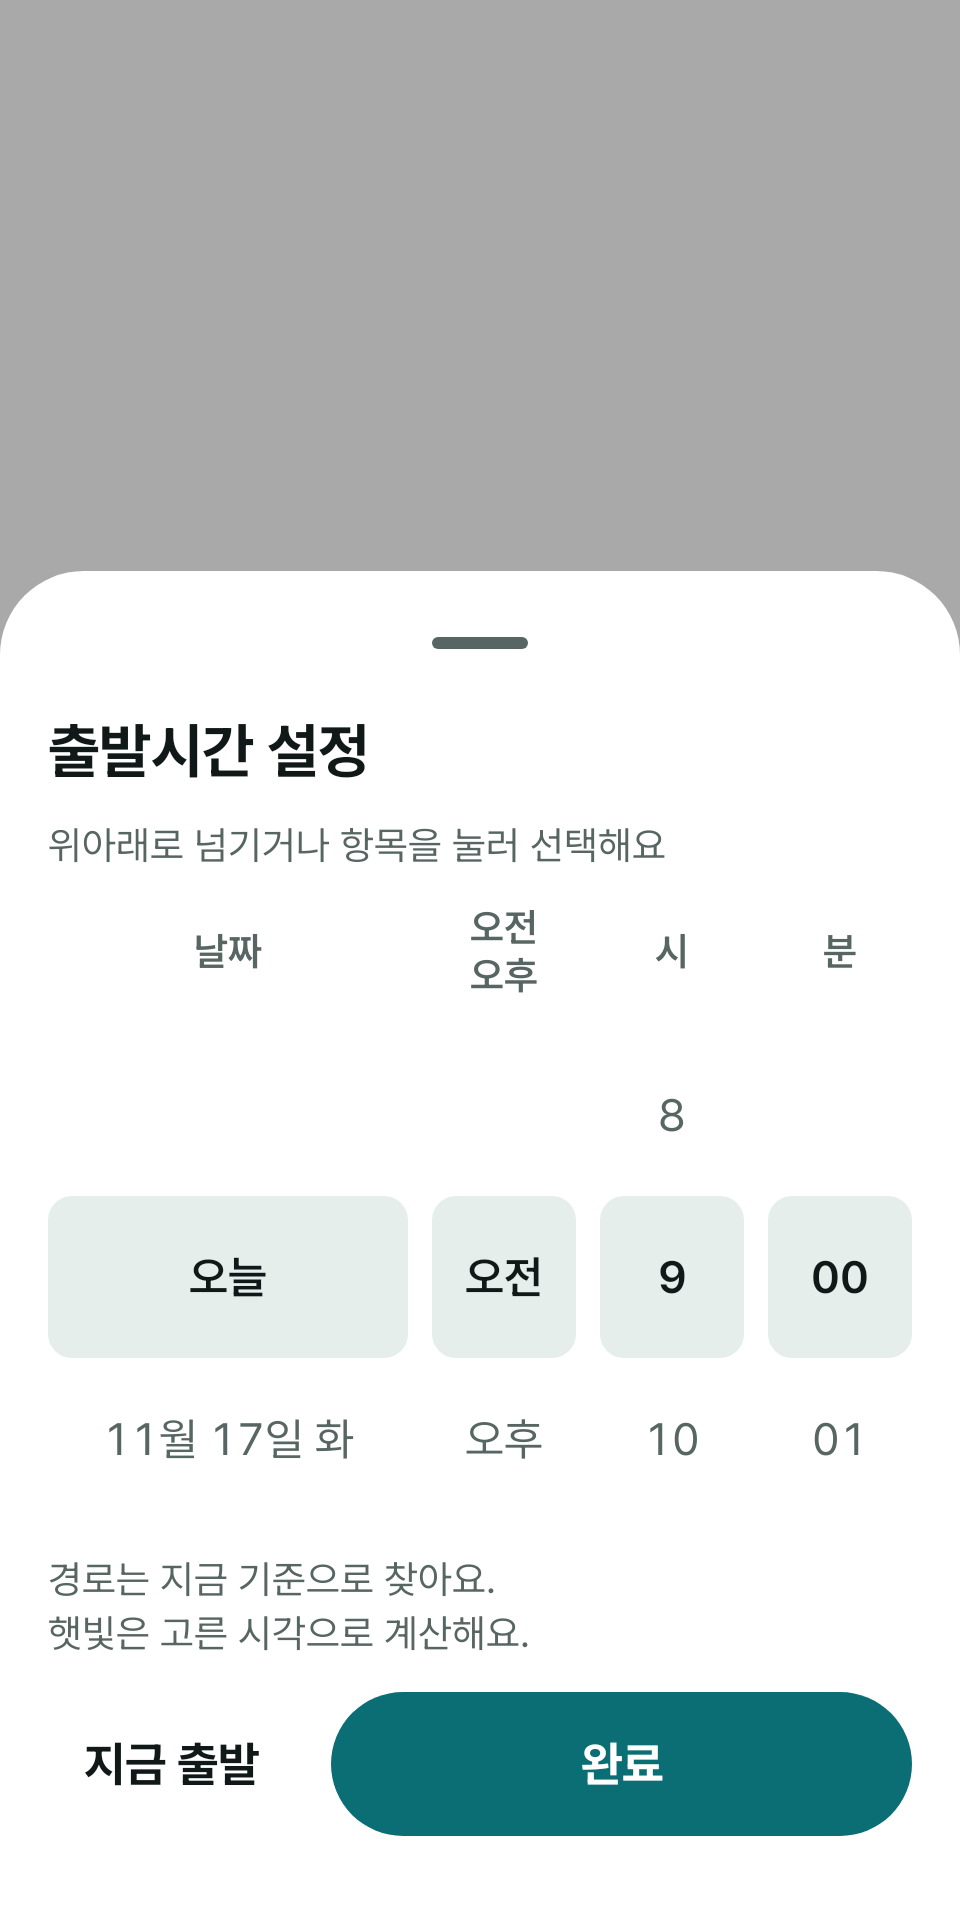 출발시간 설정
위아래로 넘기거나 항목을 눌러 선택해요
날짜
오전
오후
시
분
8
오늘
오전
9
00
11월 17일 화
오후
10
01
경로는 지금 기준으로 찾아요.
햇빛은 고른 시각으로 계산해요.
지금 출발
완료